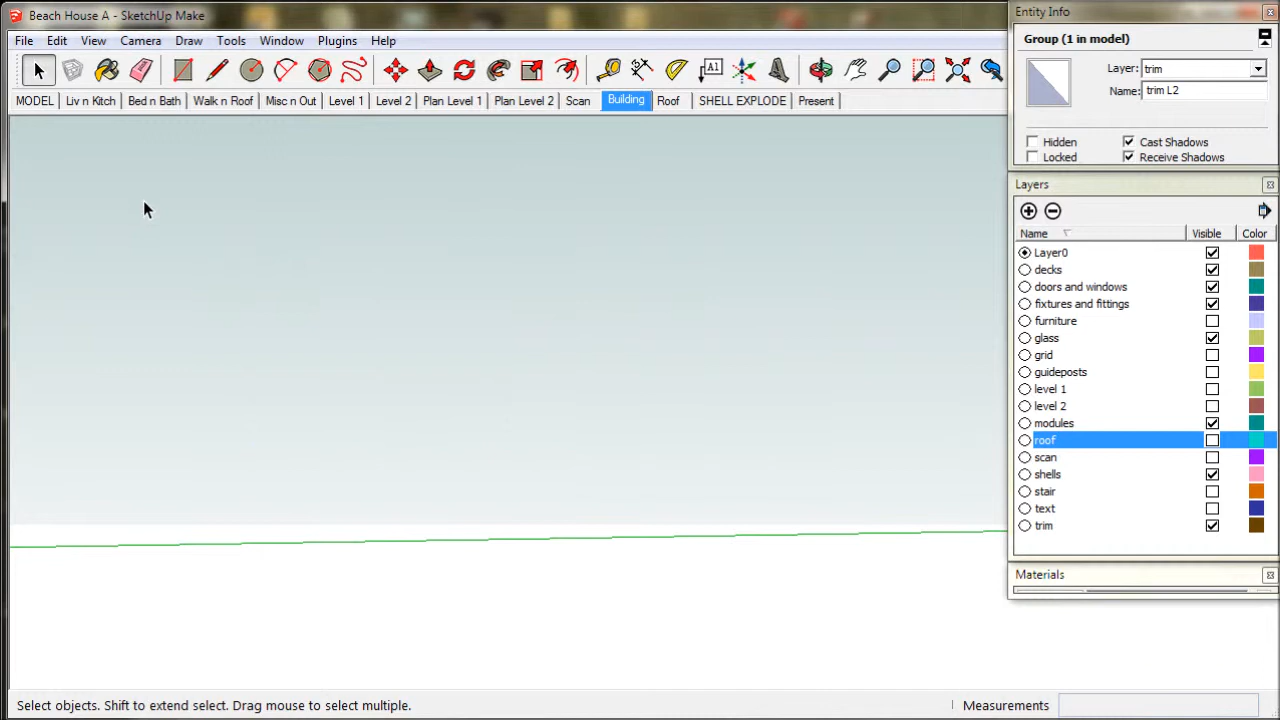 Beach House A - SketchUp Make
File Edit View Camera Draw Tools Window Plugins Help
A1
MODEL Liv n Kitch Bed n Bath Walk n Roof Misc n Out Level 1 Level 2 Plan Level 1 Plan Level 2 Scan Building Roof SHELL EXPLODE Present
Entity Info
Group (1 in model)
Layer: trim
Name: trim L2
Hidden Cast Shadows
Locked Receive Shadows
Layers
Name Visible Color
Layer0
decks
doors and windows
fixtures and fittings
furniture
glass
grid
guideposts
level 1
level 2
modules
roof
scan
shells
stair
text
trim
Materials
Select objects. Shift to extend select. Drag mouse to select multiple. Measurements